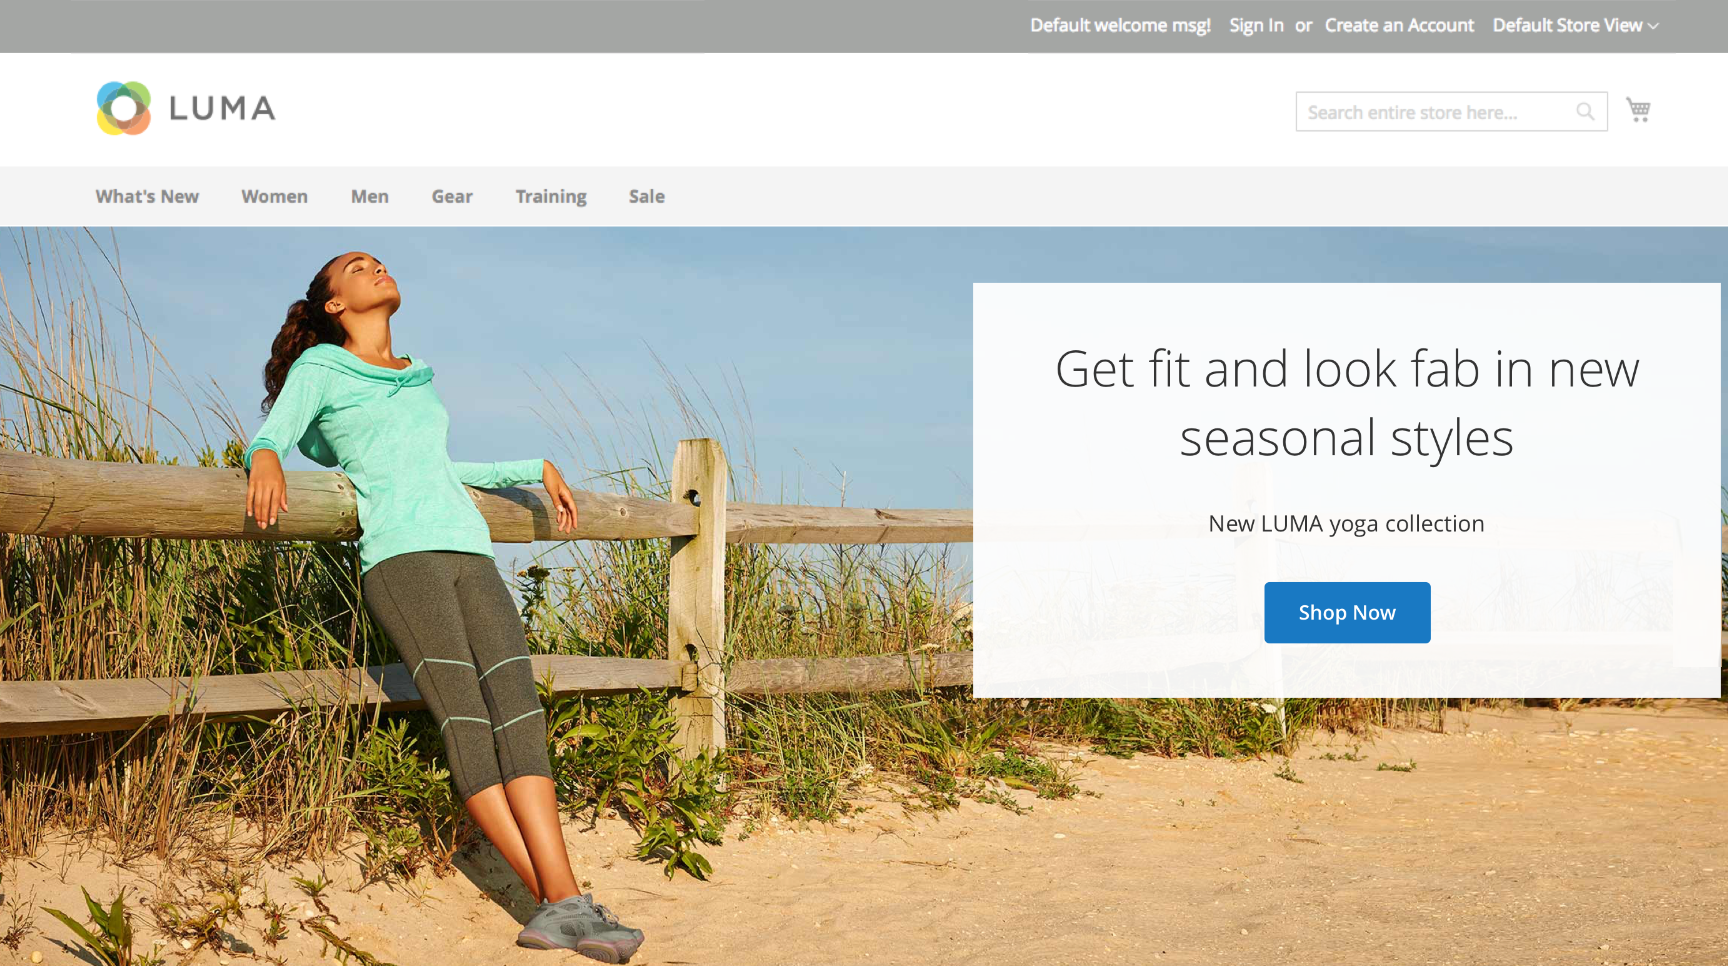 Default welcome msg! Sign In or Create an Account Default Store View
LUMA
Search entire store here...
What's New Women Men Gear Training Sale
Get fit and look fab in new
seasonal styles
New LUMA yoga collection
Shop Now